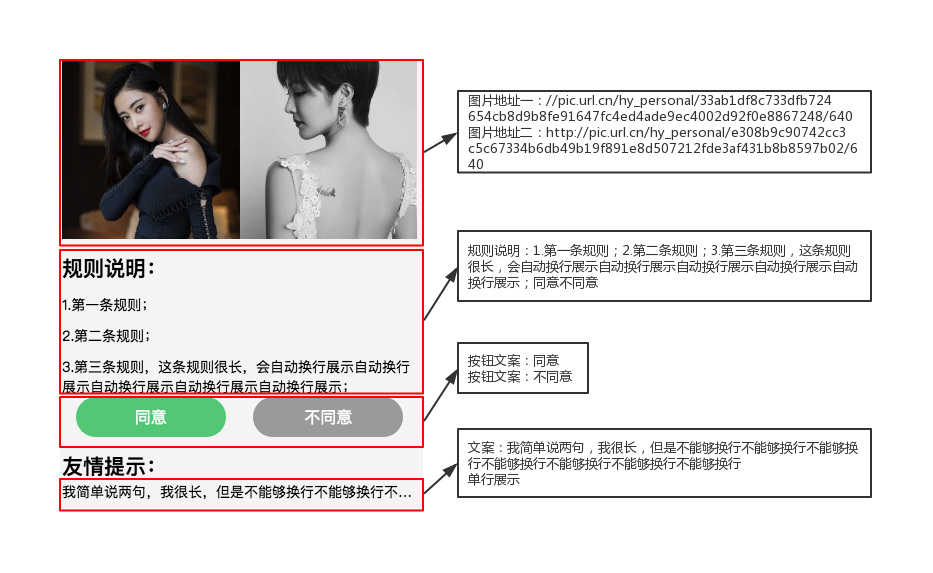 图片地址一：//pic.url.cn/hy_personal/33ab1df8c733dfb724
654cb8d9b8fe91647fc4ed4ade9ec4002d92f0e8867248/640
图片地址二：http://pic.url.cn/hy_personal/e308b9c90742cc3
c5c67334b6db49b19f891e8d507212fde3af431b8b8597b02/6
40
规则说明：
1.第一条规则；
2.第二条规则；
3.第三条规则，这条规则很长，会自动换行展示自动换行
展示自动换行展示自动换行展示自动换行展示；
规则说明：1.第一条规则；2.第二条规则；3.第三条规则，这条规则
很长，会自动换行展示自动换行展示自动换行展示自动换行展示自动
换行展示；同意不同意
同意
不同意
按钮文案：同意
按钮文案：不同意
友情提示：
我简单说两句，我很长，但是不能够换行不能够换行不...
文案：我简单说两句，我很长，但是不能够换行不能够换行不能够换
行不能够换行不能够换行不能够换行不能够换行
单行展示